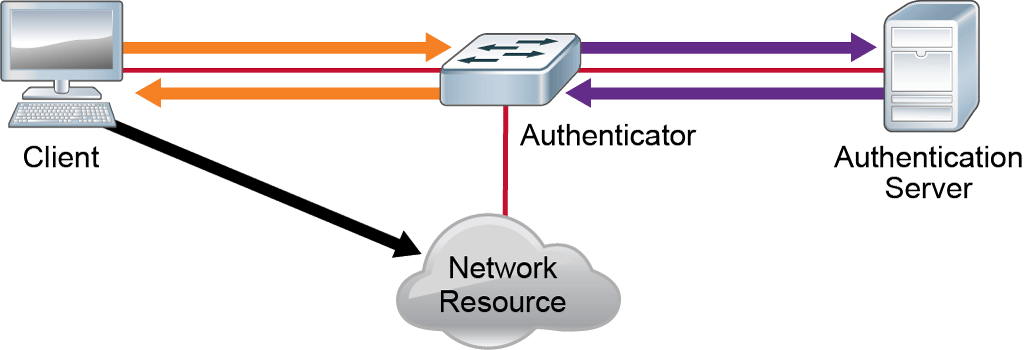 Client
Authenticator
Authentication
Server
Network
Resource